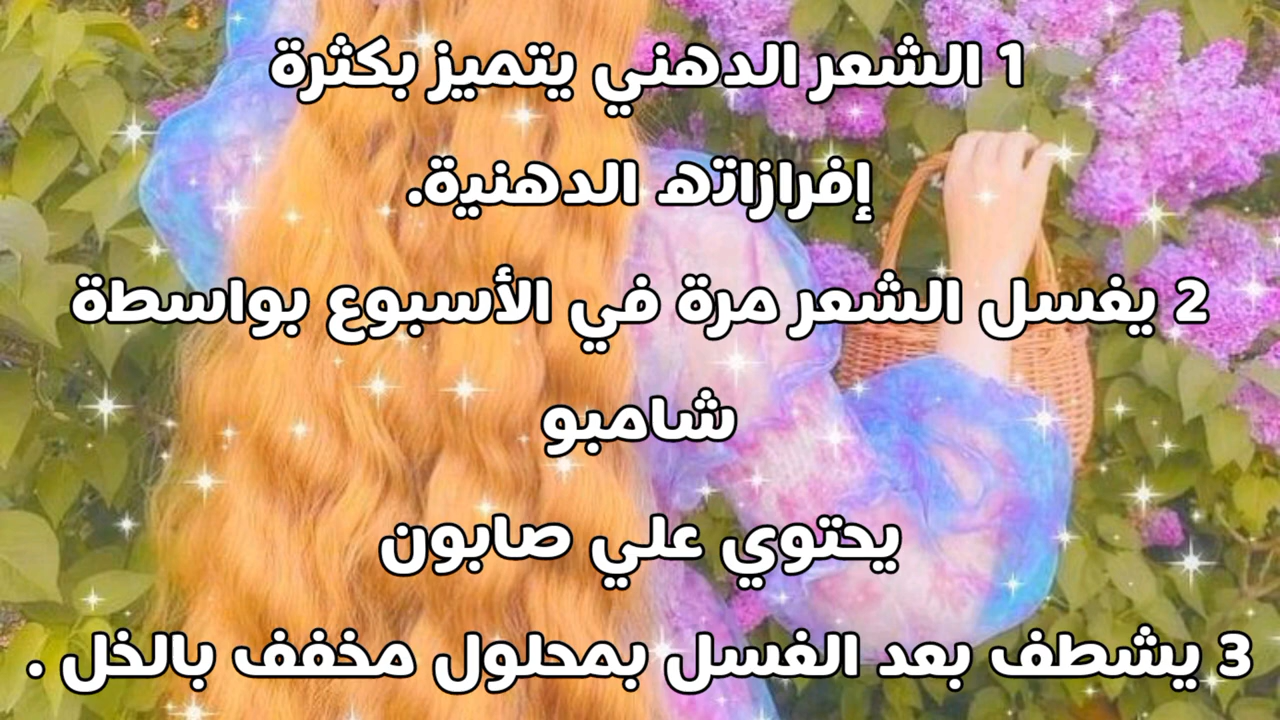 1 الشعر الدهني يتميز بكثرة
إفرازاته الدهنية.
2 يغسل الشعر مرة في الأسبوع بواسطة
شامبو
يحتوي علي صابون
3 يشطف بعد الغسل بمحلول مخفف بالخل .